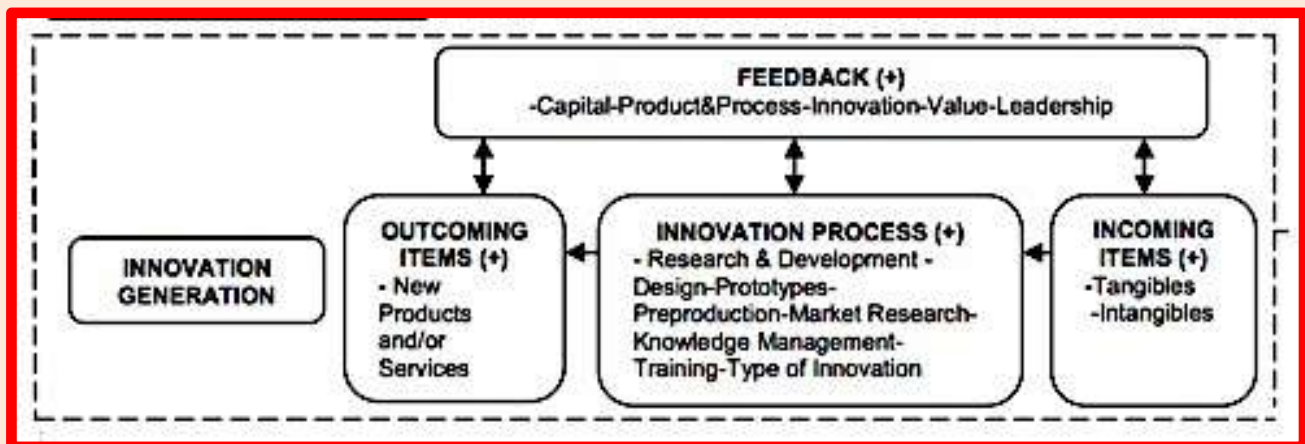 FEEDBACK (+)
-Capital-Product&Process-Innovation-Value-Leadership
INNOVATION
GENERATION
OUTCOMING
ITEMS (+)
- New
Products
and/or
Services
INNOVATION PROCESS (+)
- Research & Development -
Design-Prototypes-
Preproduction-Market Research-
Knowledge Management-
Training-Type of Innovation
INCOMING
ITEMS (+)
-Tangibles
-Intangibles